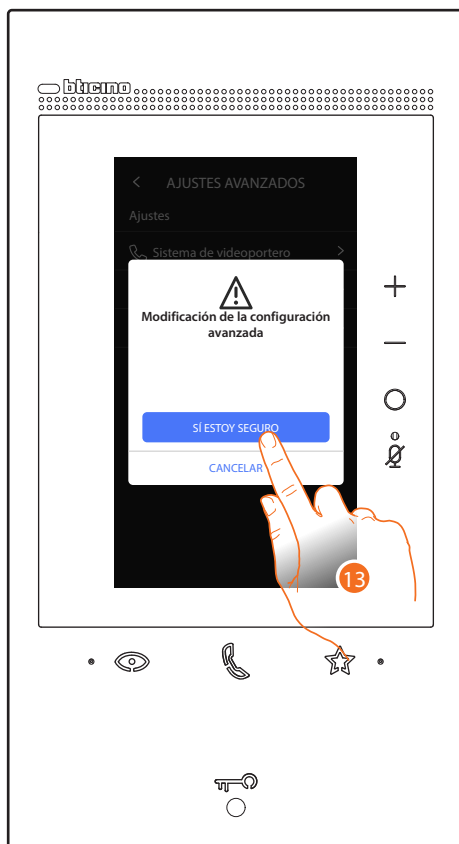 bticino
< AJUSTES AVANZADOS
Ajustes
Sistema de videoportero >
Modificación de la configuración
avanzada
SÍ ESTOY SEGURO
CANCELAR
13